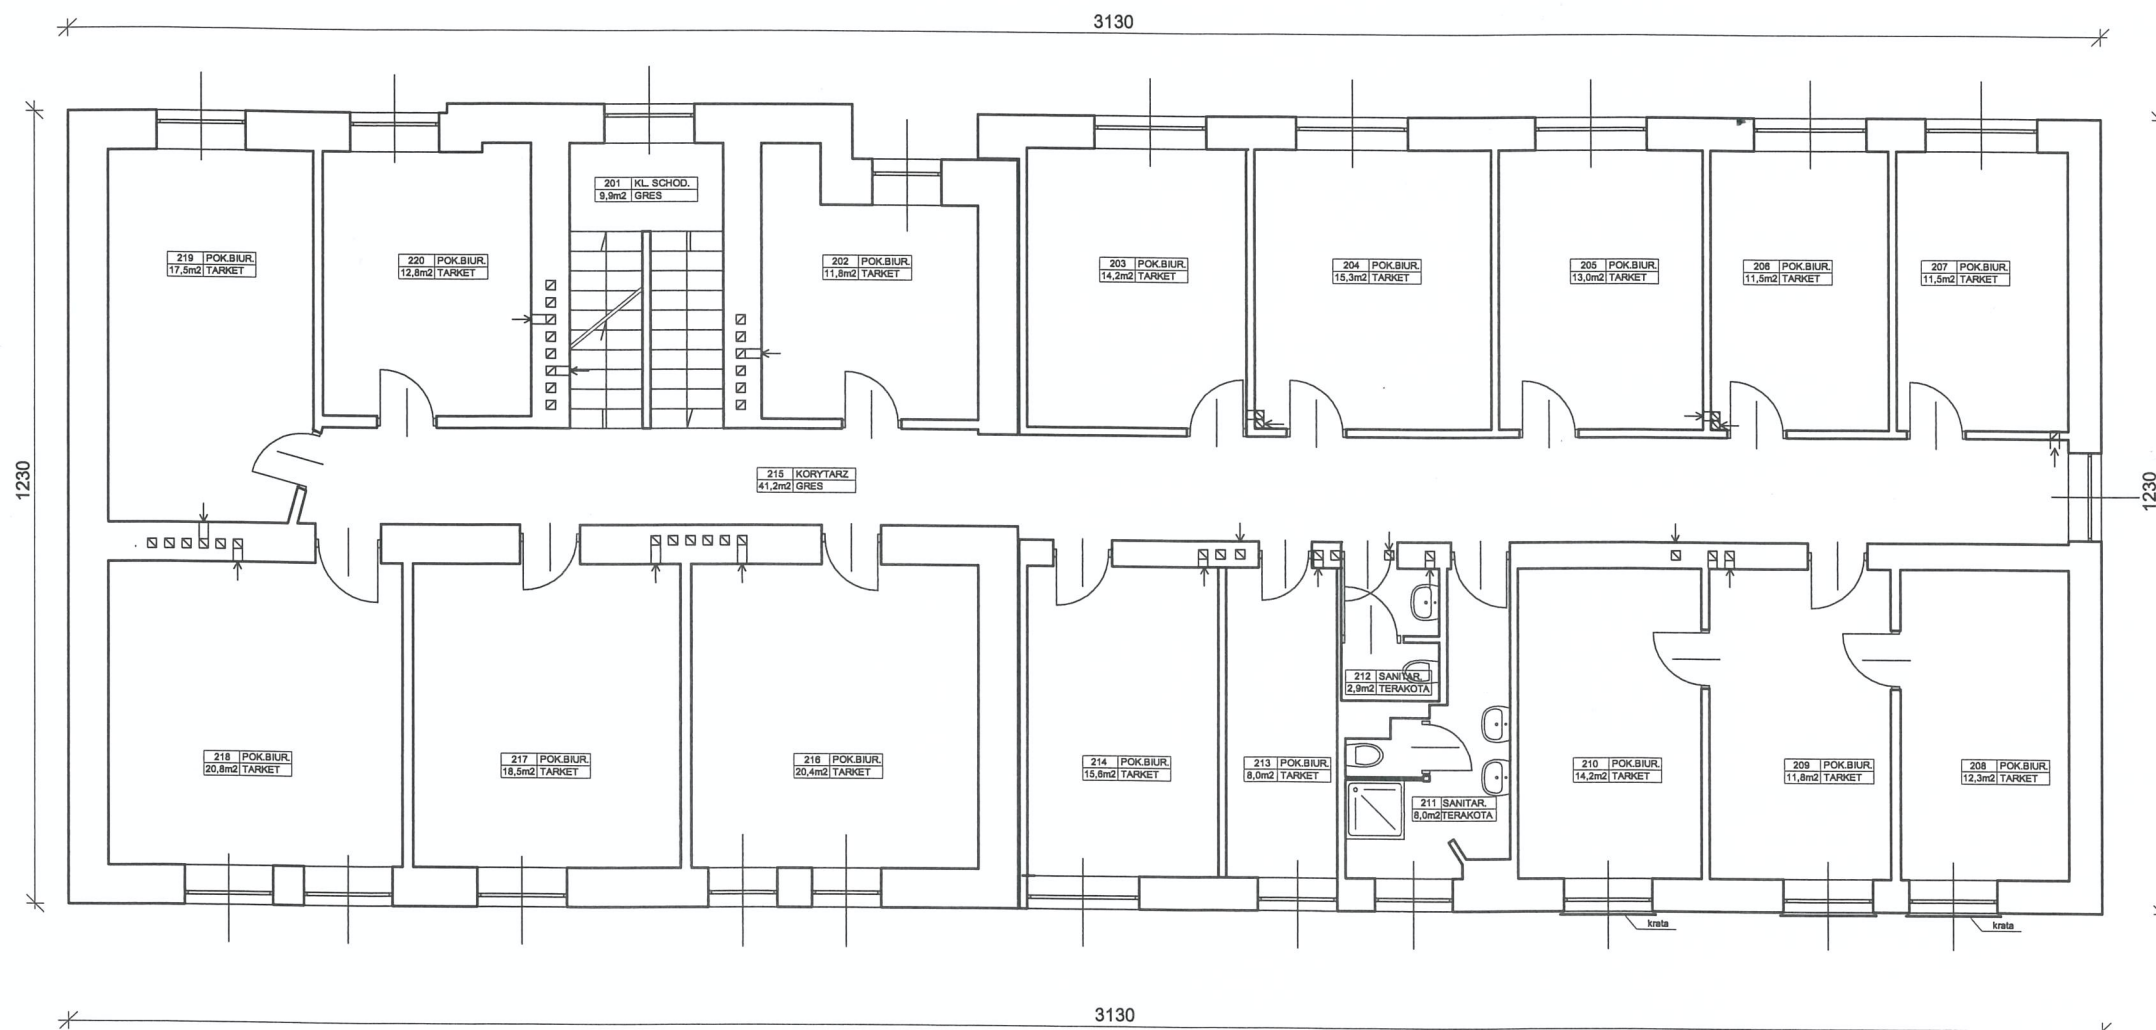 3130
201 KL. SCHOD.
9,9m2 GRES
219 POK.BIUR.
17,5m2 TARKET
220 POK.BIUR.
12,8m2 TARKET
202 POK.BIUR.
11,8m2 TARKET
203 POK.BIUR.
14,2m2 TARKET
204 POK.BIUR.
15,3m2 TARKET
205 POK.BIUR.
13,0m2 TARKET
206 POK.BIUR.
11,5m2 TARKET
207 POK.BIUR.
11,5m2 TARKET
1230
215 KORYTARZ
41,2m2 GRES
1230
212 SANITAR.
2,9m2 TERAKOTA
218 POK.BIUR.
20,8m2 TARKET
217 POK.BIUR.
18,5m2 TARKET
216 POK.BIUR.
20,4m2 TARKET
214 POK.BIUR.
15,6m2 TARKET
213 POK.BIUR.
8,0m2 TARKET
211 SANITAR.
8,0m2 TERAKOTA
210 POK.BIUR.
14,2m2 TARKET
209 POK.BIUR.
11,8m2 TARKET
208 POK.BIUR.
12,3m2 TARKET
krata
krata
3130